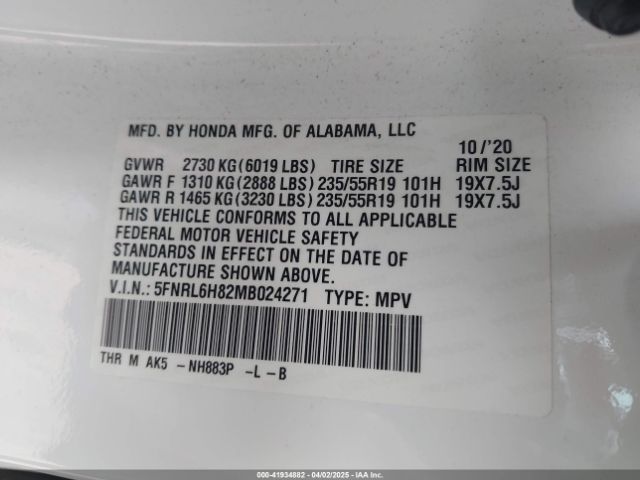 MFD. BY HONDA MFG. OF ALABAMA, LLC
10/'20
GVWR 2730 KG(6019 LBS) TIRE SIZE RIM SIZE
GAWR F 1310 KG(2888 LBS)235/55R19 101H 19X7.5J
GAWR R 1465 KG(3230 LBS)235/55R19 101H 19X7.5J
THIS VEHICLE CONFORMS TO ALL APPLICABLE
FEDERAL MOTOR VEHICLE SAFETY
STANDARDS IN EFFECT ON THE DATE OF
MANUFACTURE SHOWN ABOVE.
V.I.N.: 5FNRL6H82MB024271 TYPE: MPV
THR M AK5 -NH883P -L -B
000-41934882 - 04/02/2025 - IAAI.COM